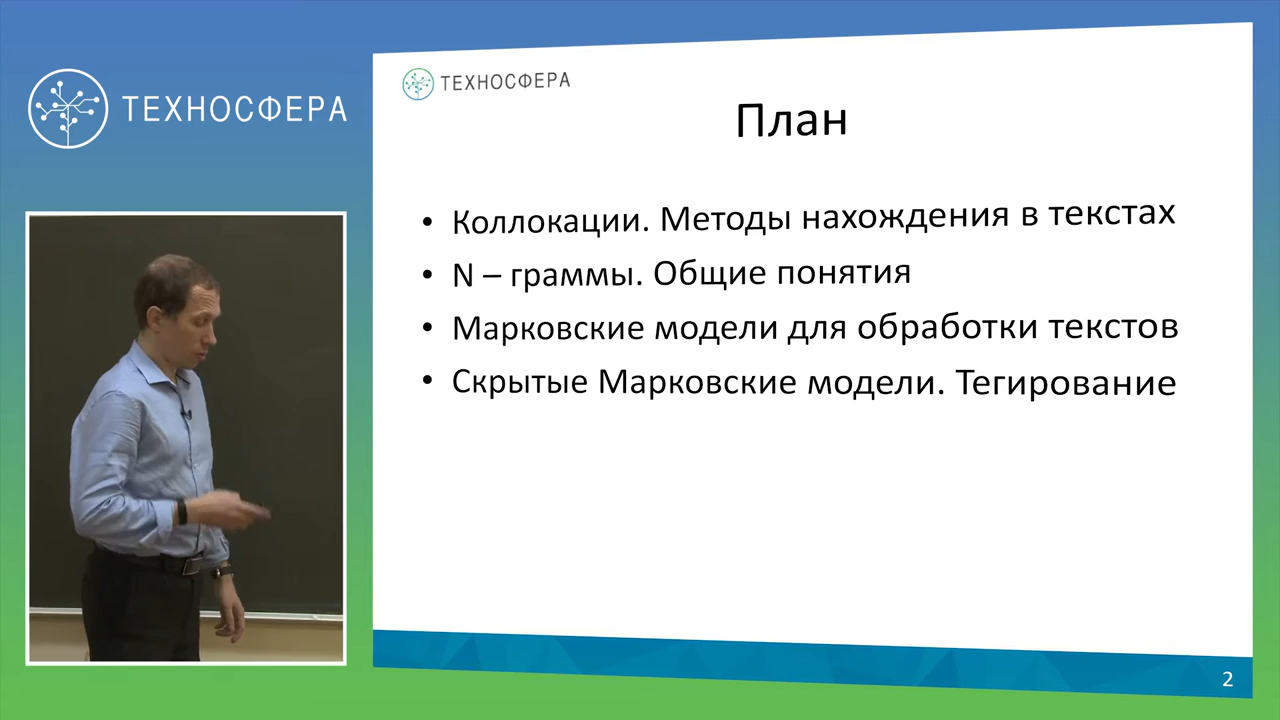 ТЕХНОСФЕРА
ТЕХНОСФЕРА
План
• Коллокации. Методы нахождения в текстах
• N – граммы. Общие понятия
• Марковские модели для обработки текстов
• Скрытые Марковские модели. Тегирование
2